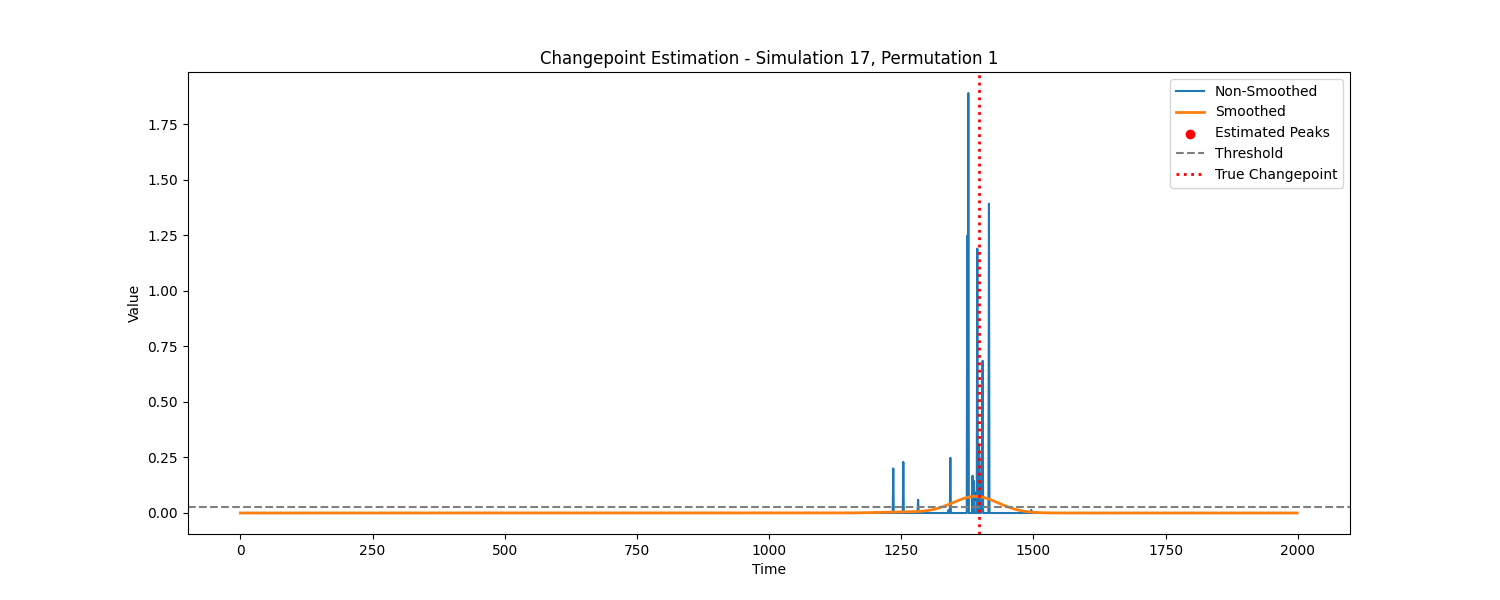 Changepoint Estimation - Simulation 17, Permutation 1
Non-Smoothed
Smoothed
Estimated Peaks
Threshold
True Changepoint
1.75
1.50
1.25
1.00
0.75
0.50
0.25
0.00
Value
0
250
500
750
1000
1250
1500
1750
2000
Time